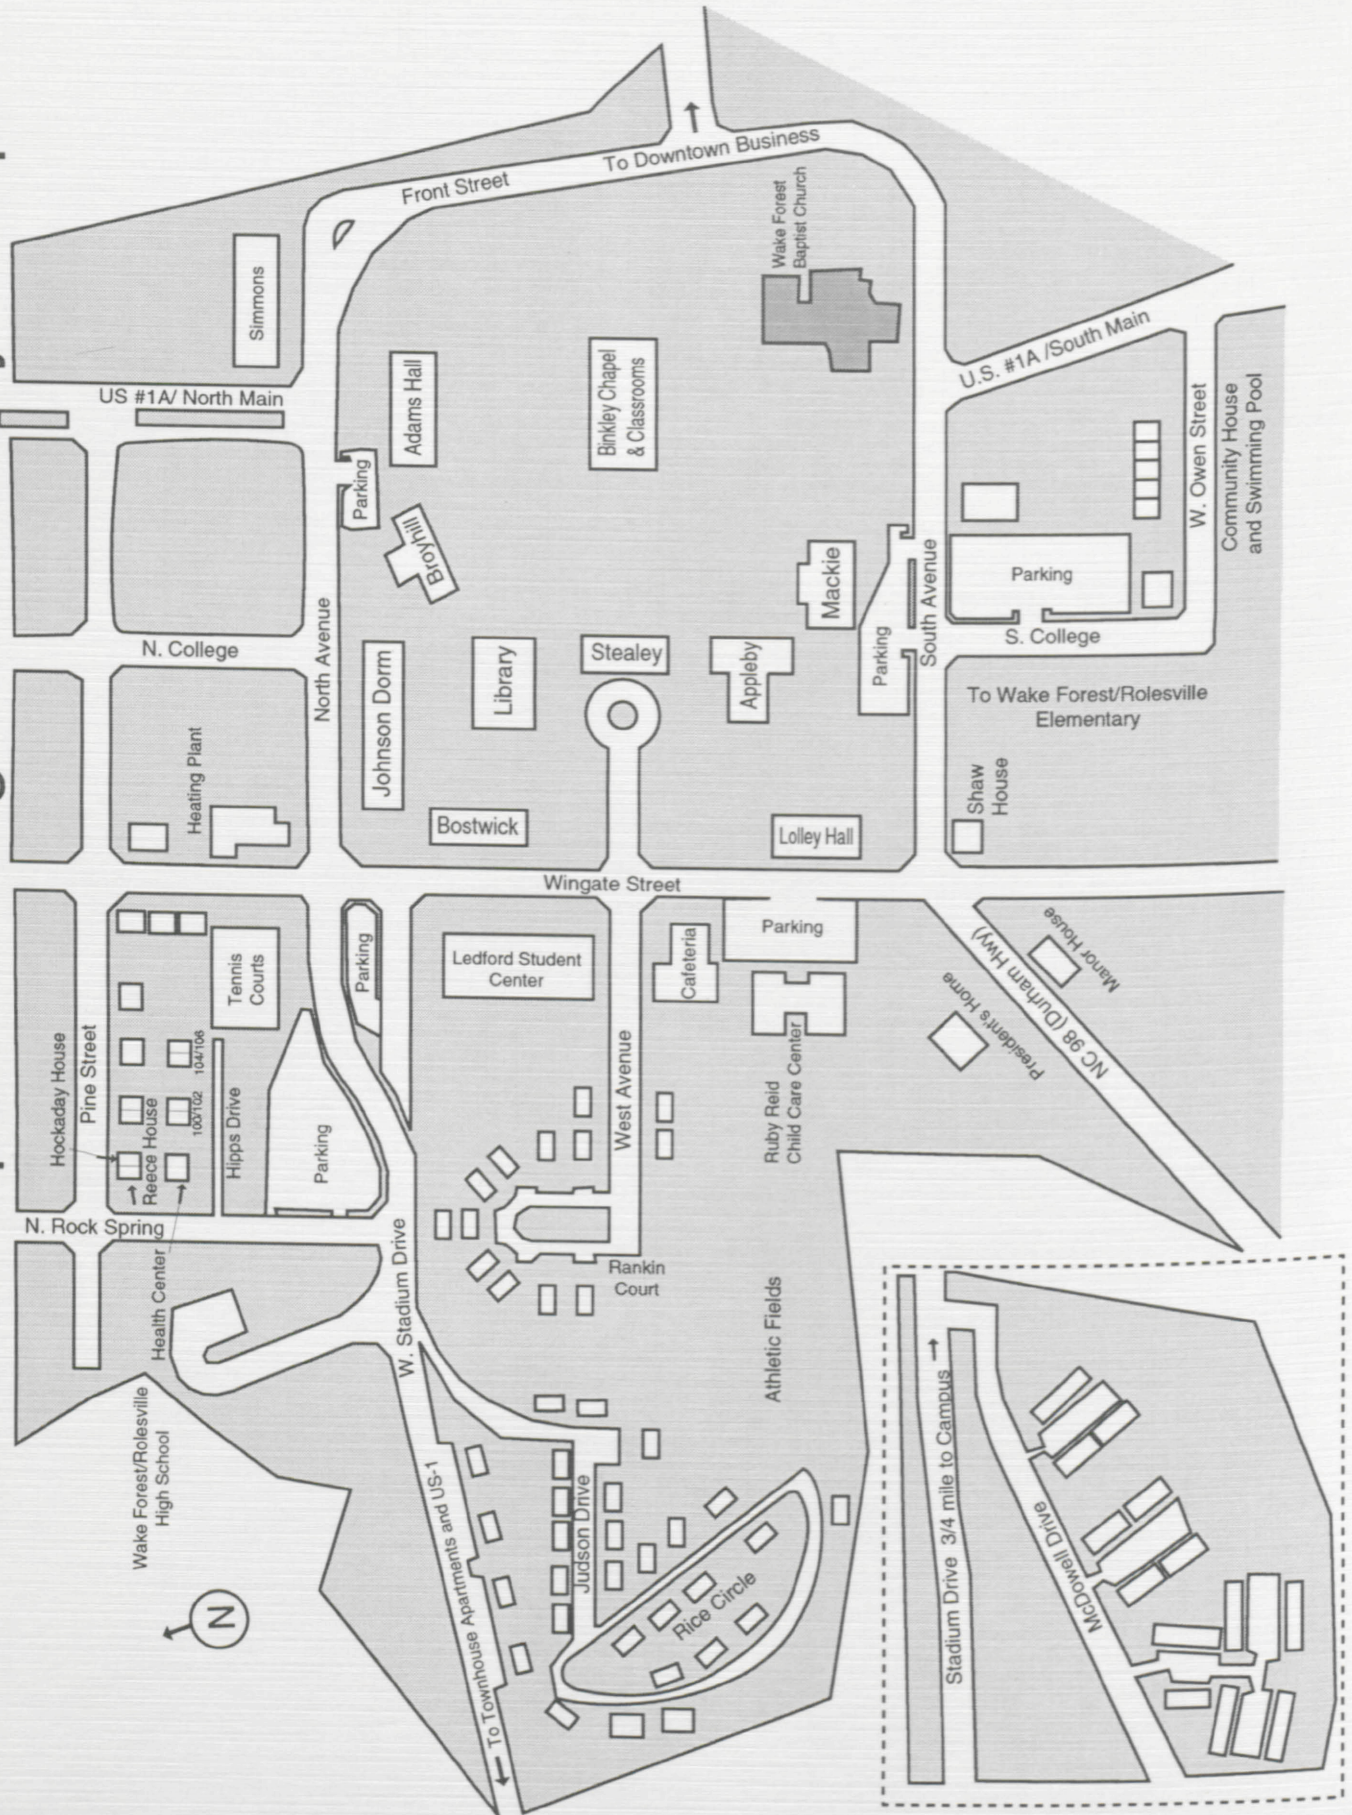 To Downtown Business
Front Street
Wake Forest
Baptist Church
Simmons
US #1A/ North Main
Adams Hall
Binkley Chapel
& Classrooms
U.S. #1A /South Main
W. Owen Street
Community House
and Swimming Pool
Parking
Broyhill
Mackie
South Avenue
Parking
S. College
N. College
North Avenue
Johnson Dorm
Library
Stealey
Appleby
Parking
To Wake Forest/Rolesville
Elementary
Heating Plant
Bostwick
Lolley Hall
Shaw
House
Wingate Street
Parking
Ledford Student
Center
Cafeteria
Parking
Tennis
Courts
Manor House
President's Home
NC 98 (Durham Hwy)
Hockaday House
Pine Street
Reece House
100/102
104/106
Hipps Drive
Parking
West Avenue
Ruby Reid
Child Care Center
N. Rock Spring
Health Center
W. Stadium Drive
Rankin
Court
Athletic Fields
Wake Forest/Rolesville
High School
To Townhouse Apartments and US-1
Judson Drive
Rice Circle
N
Stadium Drive 3/4 mile to Campus
McDowell Drive